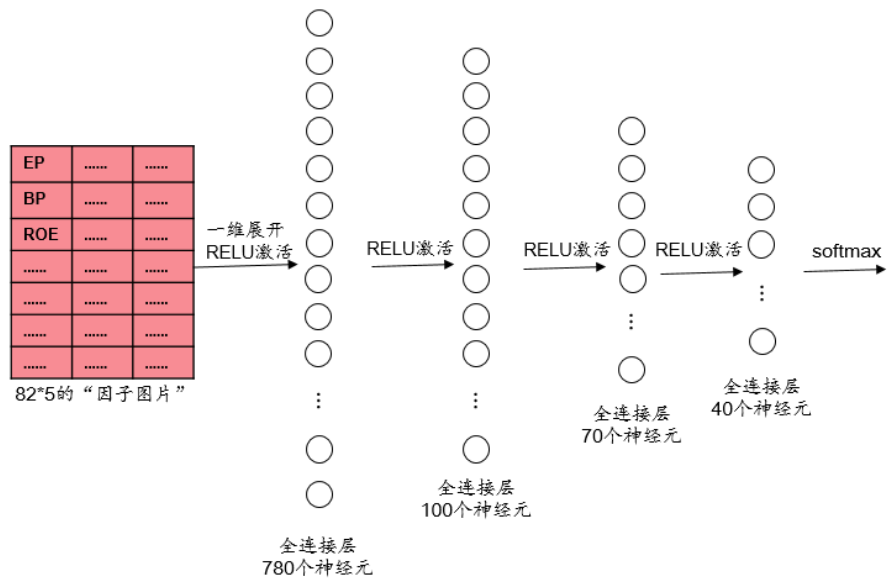 EP ...... ......
BP ...... ......
ROE ...... ......
...... ...... ......
...... ...... ......
...... ...... ......
...... ...... ......
82*5的“因子图片”
一维展开
RELU激活
RELU激活
RELU激活
RELU激活
softmax
全连接层
780个神经元
全连接层
100个神经元
全连接层
70个神经元
全连接层
40个神经元